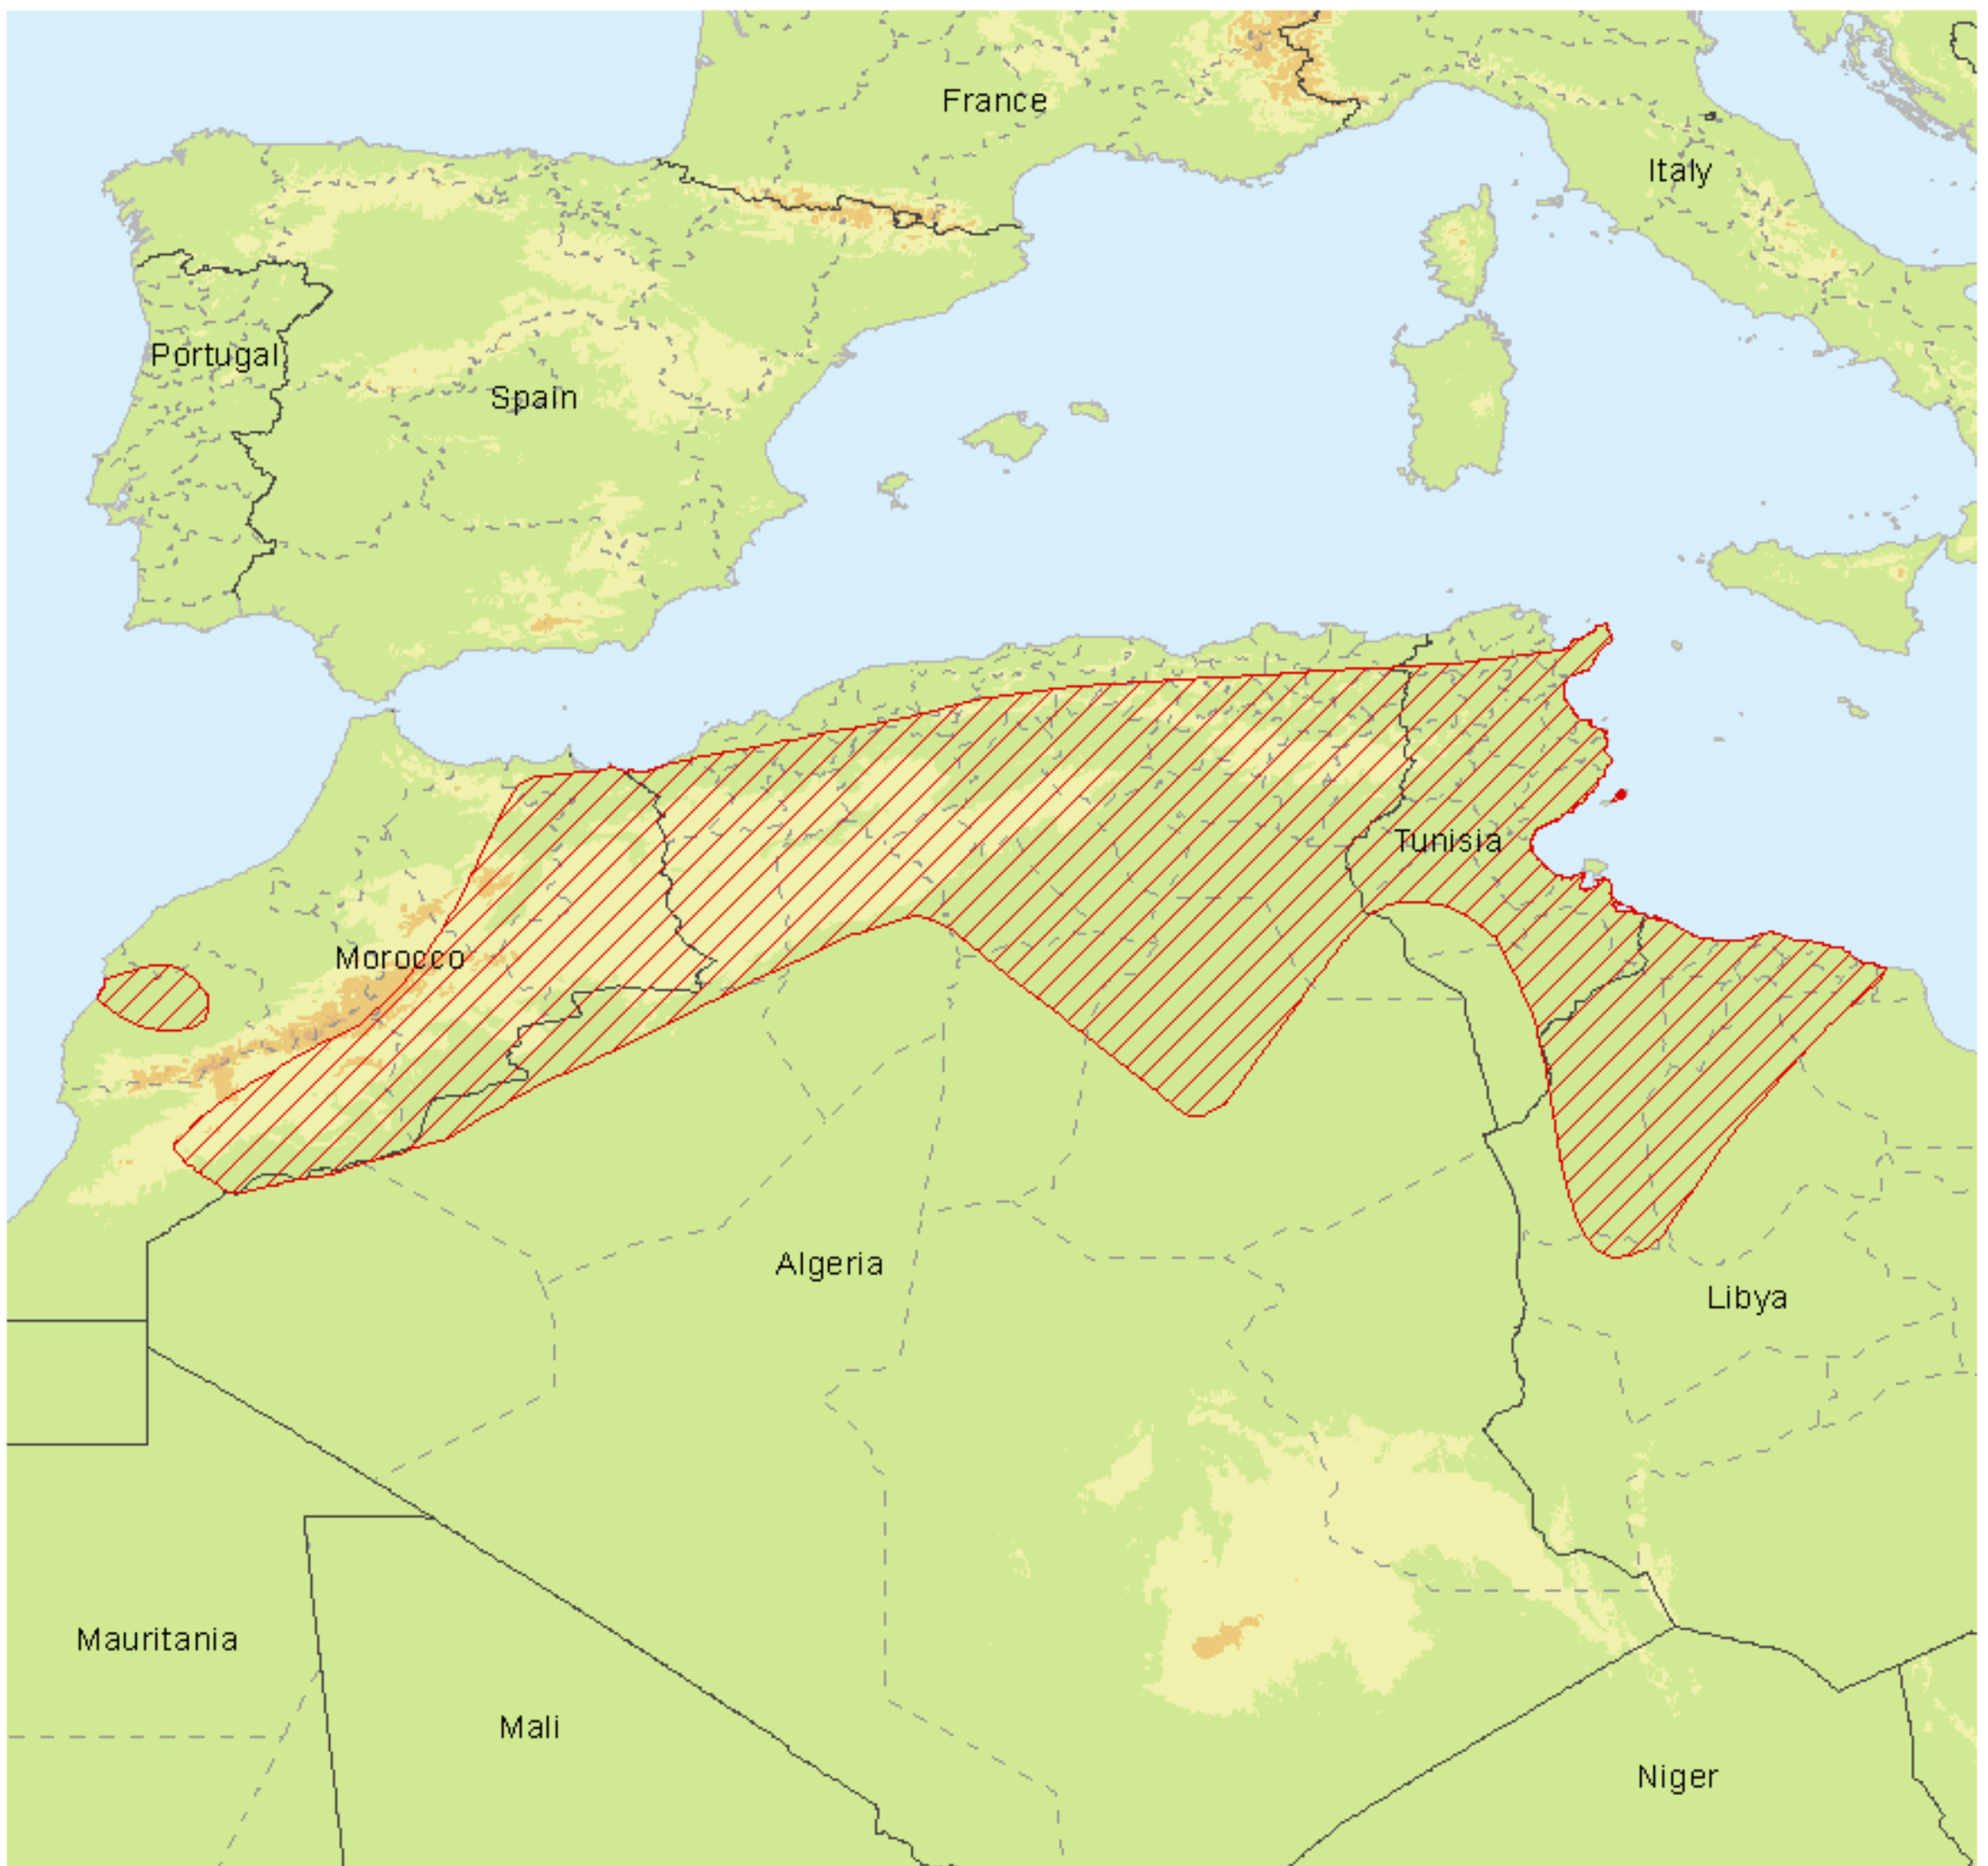 France
Italy
Portugal
Spain
Tunisia
Morocco
Algeria
Libya
Mauritania
Mali
Niger